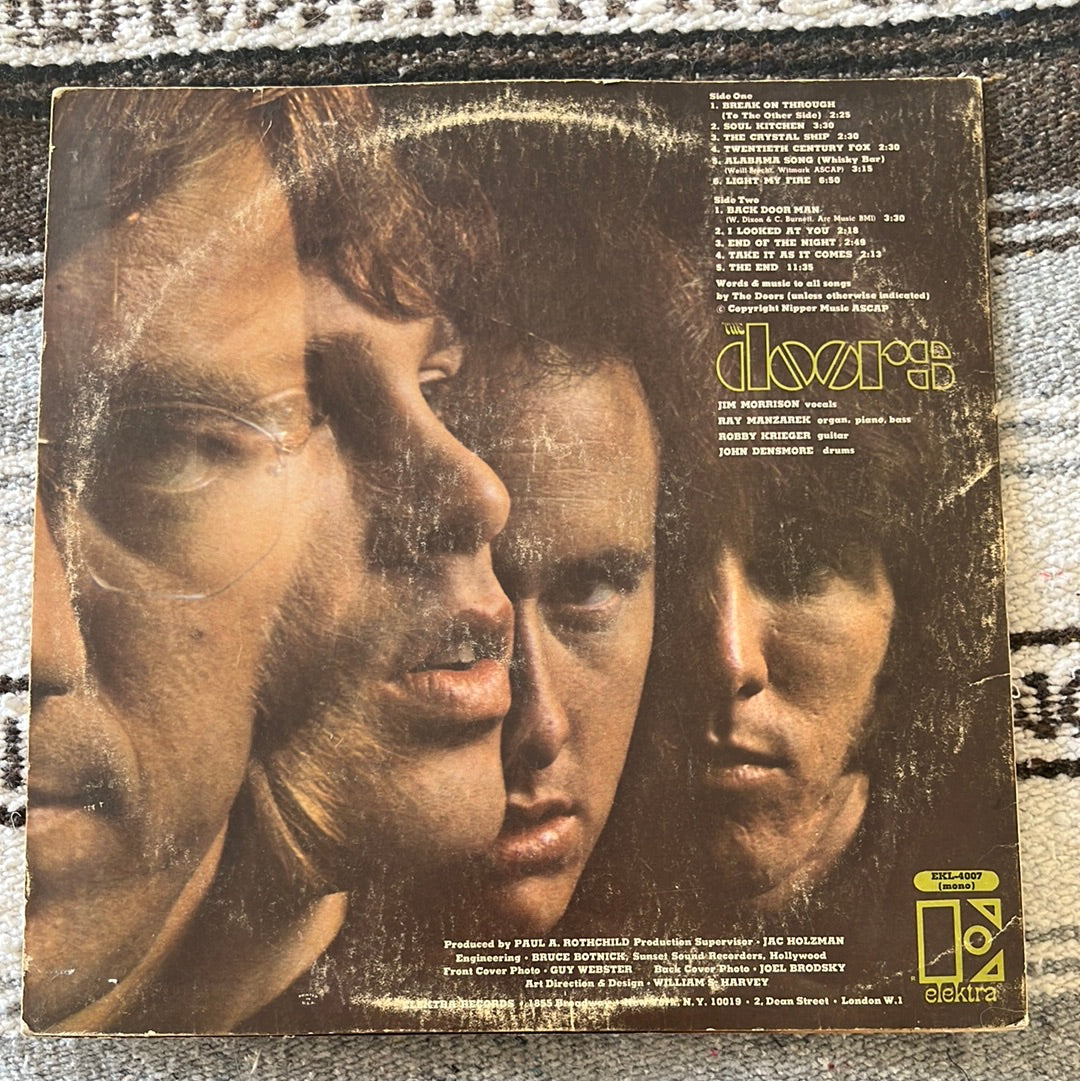 Side One
1. BREAK ON THROUGH
(To The Other Side) 2:25
2. SOUL KITCHEN 3:30
3. THE CRYSTAL SHIP 2:30
4. TWENTIETH CENTURY FOX 2:30
5. ALABAMA SONG (Whisky Bar)
(Weill-Brecht, Witmark ASCAP) 3:15
6. LIGHT MY FIRE 6:50
Side Two
1. BACK DOOR MAN
(W. Dixon & C. Burnett, Arc Music BMI) 3:30
2. I LOOKED AT YOU 2:18
3. END OF THE NIGHT 2:49
4. TAKE IT AS IT COMES 2:13
5. THE END 11:35
Words & music to all songs
by The Doors (unless otherwise indicated)
© Copyright Nipper Music ASCAP
THE
doors
JIM MORRISON vocals
RAY MANZAREK organ, piano, bass
ROBBY KRIEGER guitar
JOHN DENSMORE drums
EKL-4007
(mono)
elektra
Produced by PAUL A. ROTHCHILD Production Supervisor • JAC HOLZMAN
Engineering • BRUCE BOTNICK, Sunset Sound Recorders, Hollywood
Front Cover Photo • GUY WEBSTER Back Cover Photo • JOEL BRODSKY
Art Direction & Design • WILLIAM S. HARVEY
ELEKTRA RECORDS • 1855 Broadway • New York, N.Y. 10019 • 2, Dean Street • London W.1